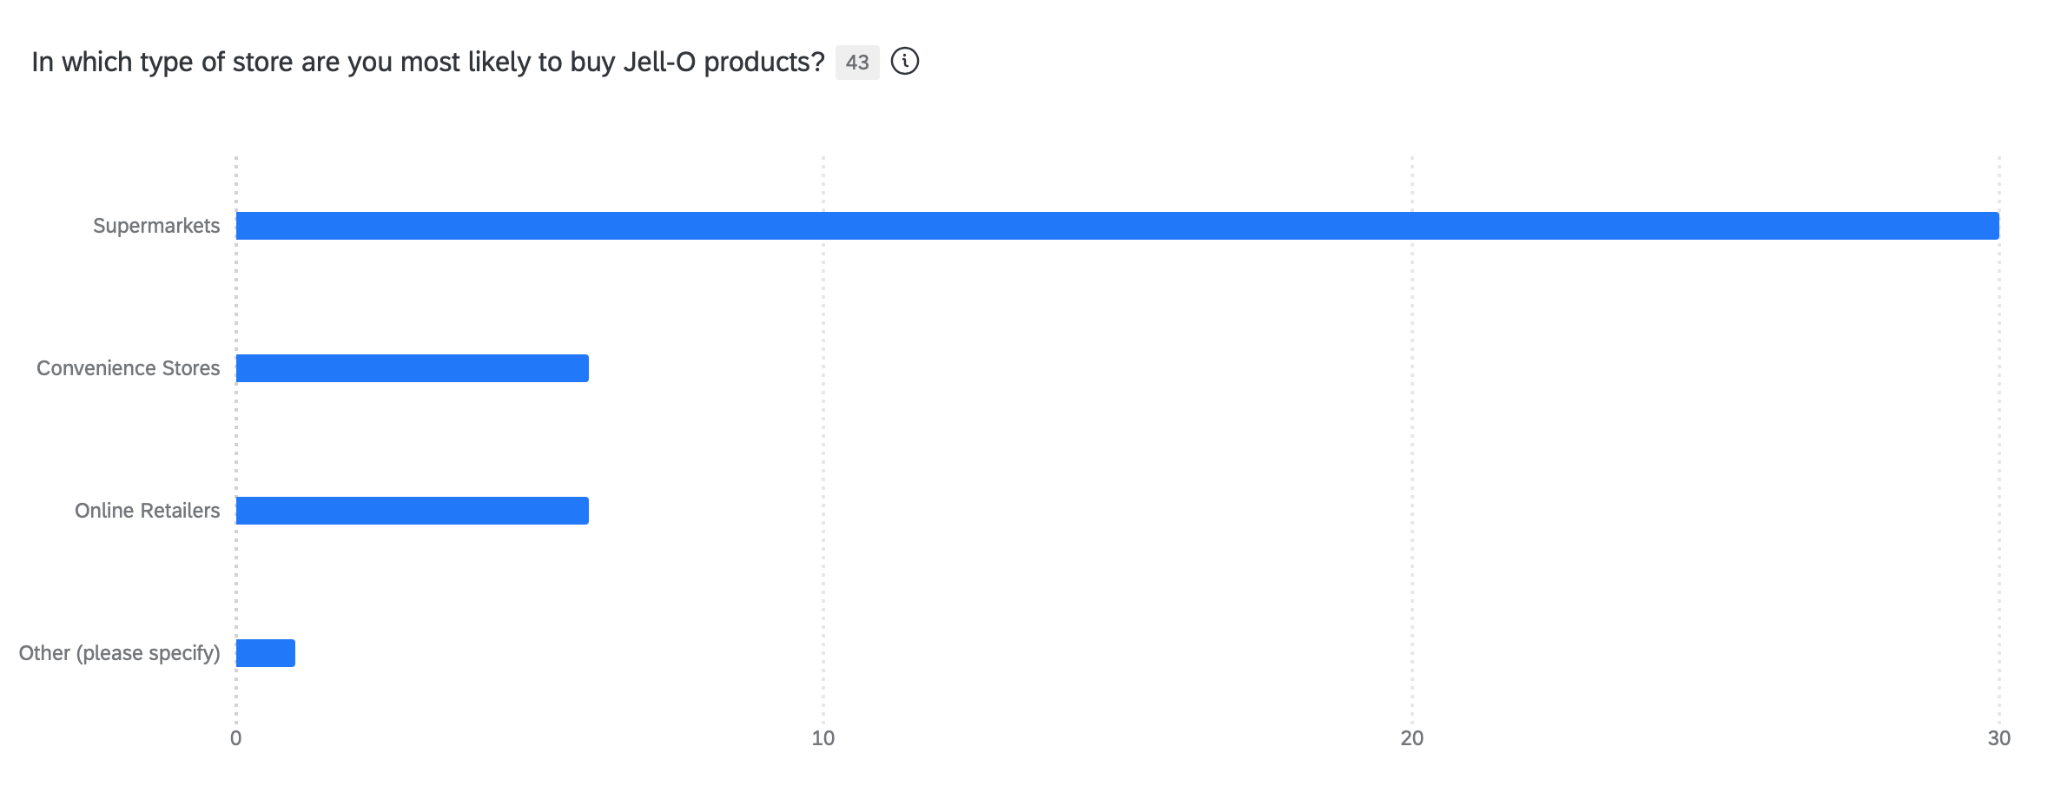 In which type of store are you most likely to buy Jell-O products? 43
Supermarkets
Convenience Stores
Online Retailers
Other (please specify)
0 10 20 30